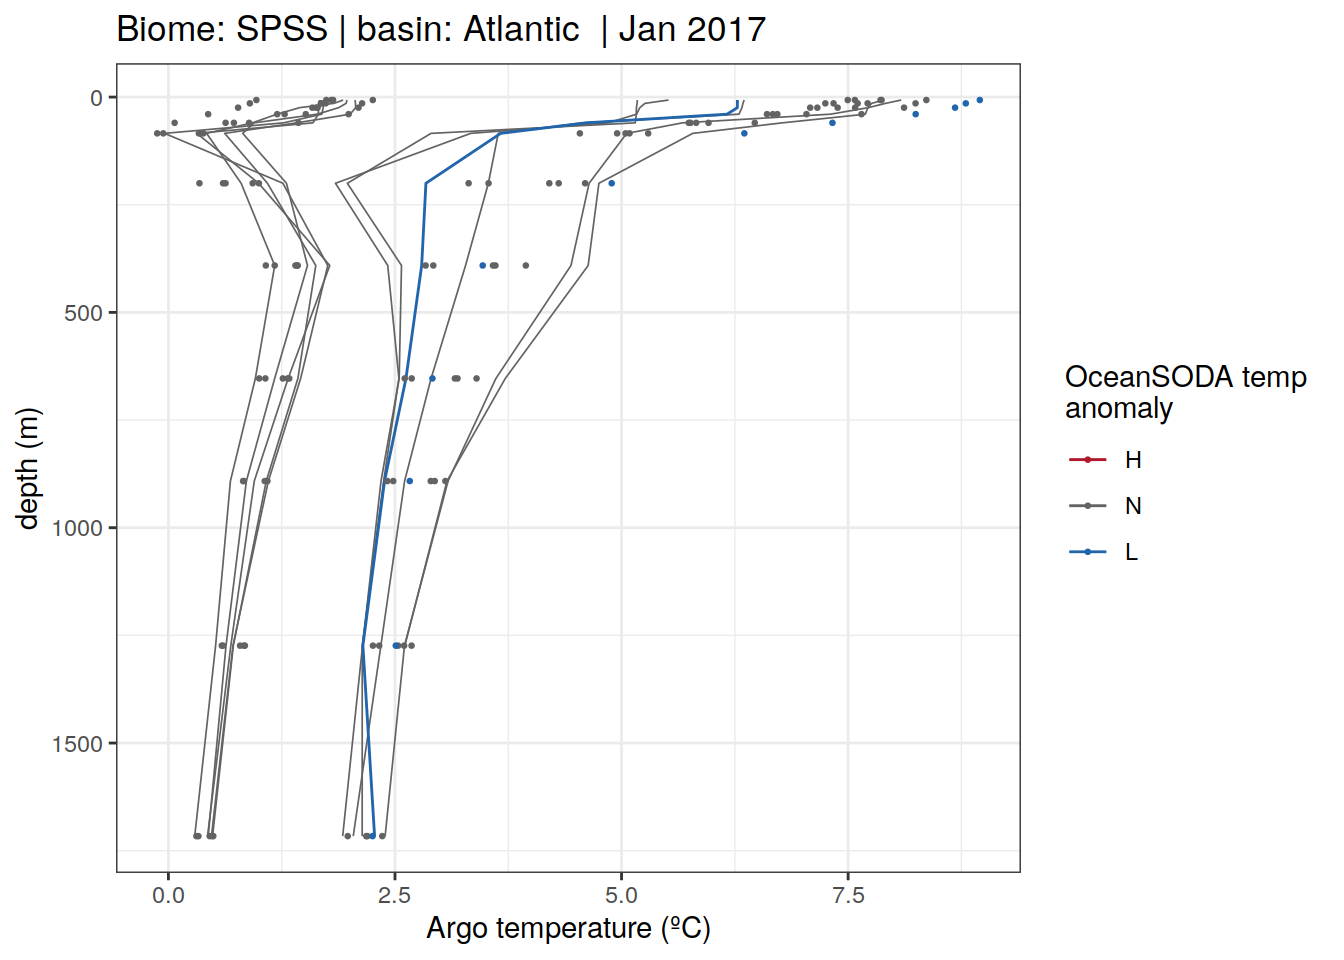 Biome: SPSS | basin: Atlantic  | Jan 2017
0
500
1000
1500
depth (m)
0.0
2.5
5.0
7.5
Argo temperature (ºC)
OceanSODA temp
anomaly
H
N
L